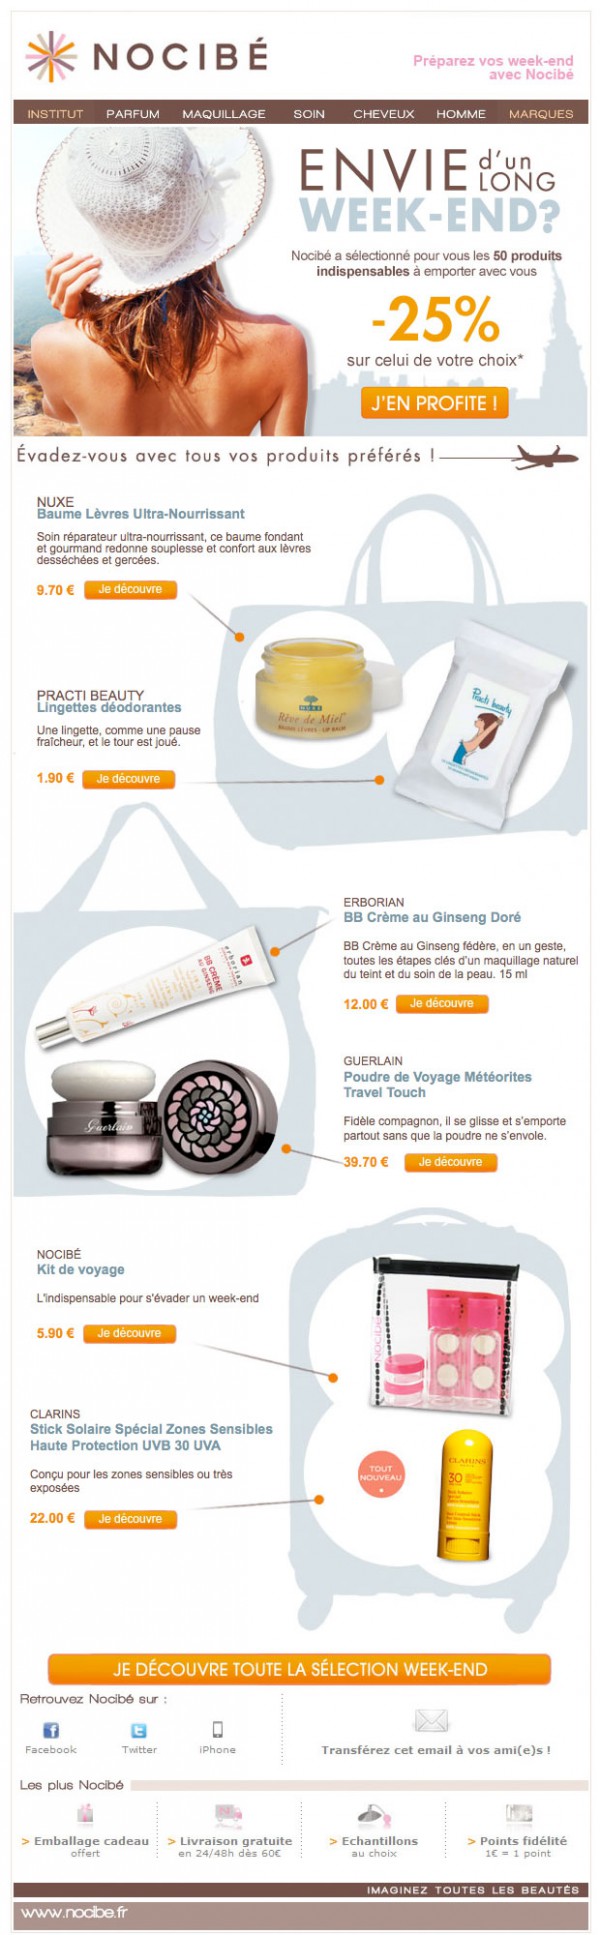 NOCIBÉ
Préparez vos week-end
avec Nocibé
INSTITUT PARFUM MAQUILLAGE SOIN CHEVEUX HOMME MARQUES
ENVIE d'un LONG
WEEK-END?
Nocibé a sélectionné pour vous les 50 produits
indispensables à emporter avec vous
-25%
sur celui de votre choix*
J'EN PROFITE !
Évadez-vous avec tous vos produits préférés !
NUXE
Baume Lèvres Ultra-Nourrissant
Soin réparateur ultra-nourrissant, ce baume fondant
et gourmand redonne souplesse et confort aux lèvres
desséchées et gercées.
9.70 € Je découvre
NUXE
Rêve de Miel
BAUME LÈVRES - LIP BALM
PRACTI BEAUTY
Lingettes déodorantes
Une lingette, comme une pause
fraîcheur, et le tour est joué.
1.90 € Je découvre
Practi beauty
ERBORIAN
BB Crème au Ginseng Doré
BB Crème au Ginseng fédère, en un geste,
toutes les étapes clés d'un maquillage naturel
du teint et du soin de la peau. 15 ml
12.00 € Je découvre
erborian
BB CRÈME
AU GINSENG
GUERLAIN
Poudre de Voyage Météorites
Travel Touch
Fidèle compagnon, il se glisse et s'emporte
partout sans que la poudre ne s'envole.
39.70 € Je découvre
Guerlain
NOCIBÉ
Kit de voyage
L'indispensable pour s'évader un week-end
5.90 € Je découvre
NOCIBÉ
CLARINS
Stick Solaire Spécial Zones Sensibles
Haute Protection UVB 30 UVA
Conçu pour les zones sensibles ou très
exposées
22.00 € Je découvre
TOUT
NOUVEAU
CLARINS
30
JE DÉCOUVRE TOUTE LA SÉLECTION WEEK-END
Retrouvez Nocibé sur :
Facebook Twitter iPhone
Transférez cet email à vos ami(e)s !
Les plus Nocibé
> Emballage cadeau
offert
> Livraison gratuite
en 24/48h dès 60€
> Echantillons
au choix
> Points fidélité
1€ = 1 point
IMAGINEZ TOUTES LES BEAUTÉS
www.nocibe.fr